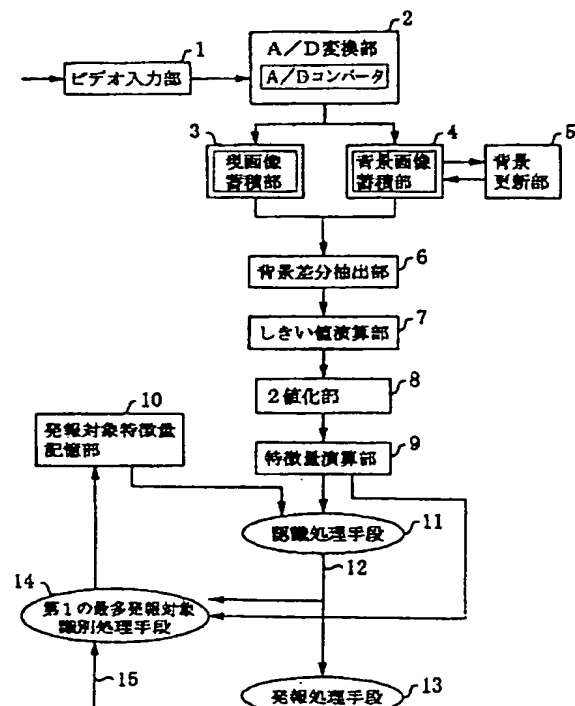 1
ビデオ入力部
2
A/D変換部
A/Dコンバータ
3
現画像
蓄積部
4
背景画像
蓄積部
5
背景
更新部
背景差分抽出部
6
しきい値演算部
7
2値化部
8
特徴量演算部
9
10
発報対象特徴量
記憶部
認識処理手段
11
12
14
第1の最多発報対象
識別処理手段
15
発報処理手段
13